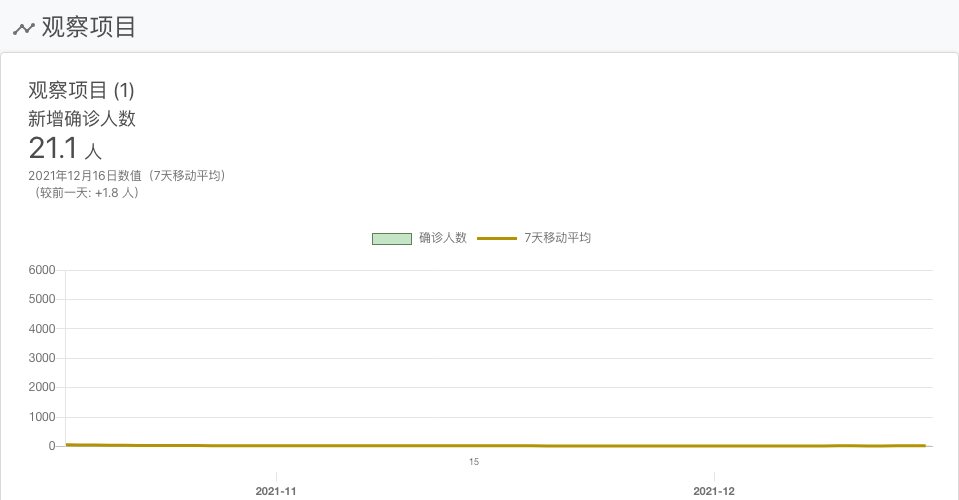 观察项目
观察项目 (1)
新增确诊人数
21.1 人
2021年12月16日数值（7天移动平均）
（较前一天: +1.8 人）
确诊人数 7天移动平均
6000
5000
4000
3000
2000
1000
0
15
2021-11 2021-12